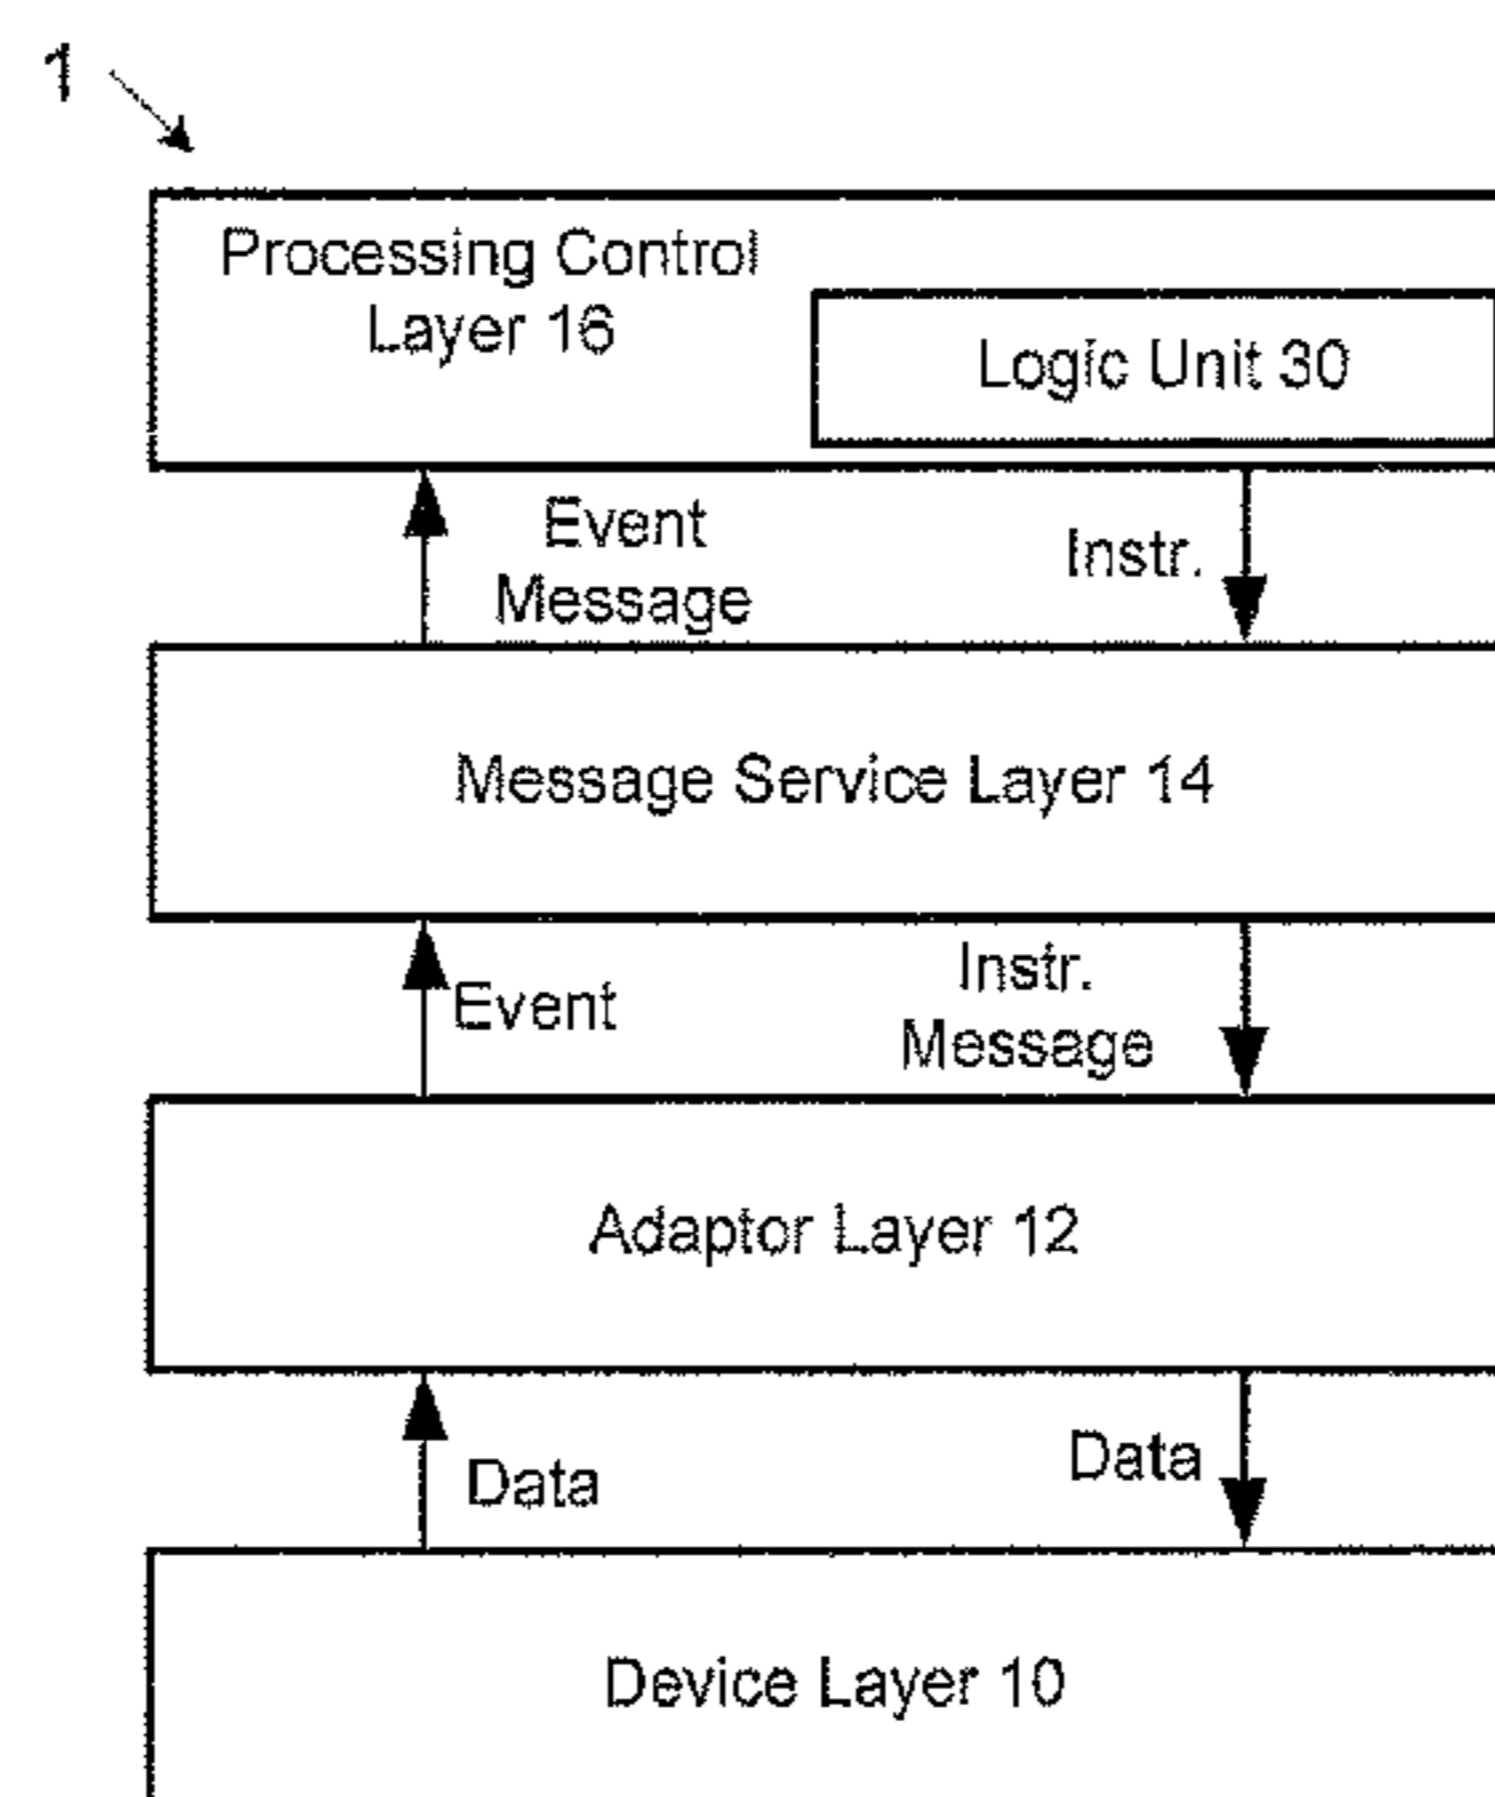 1
Processing Control
Layer 16
Logic Unit 30
Event
Message
Instr.
Message Service Layer 14
Event
Instr.
Message
Adaptor Layer 12
Data
Data
Device Layer 10